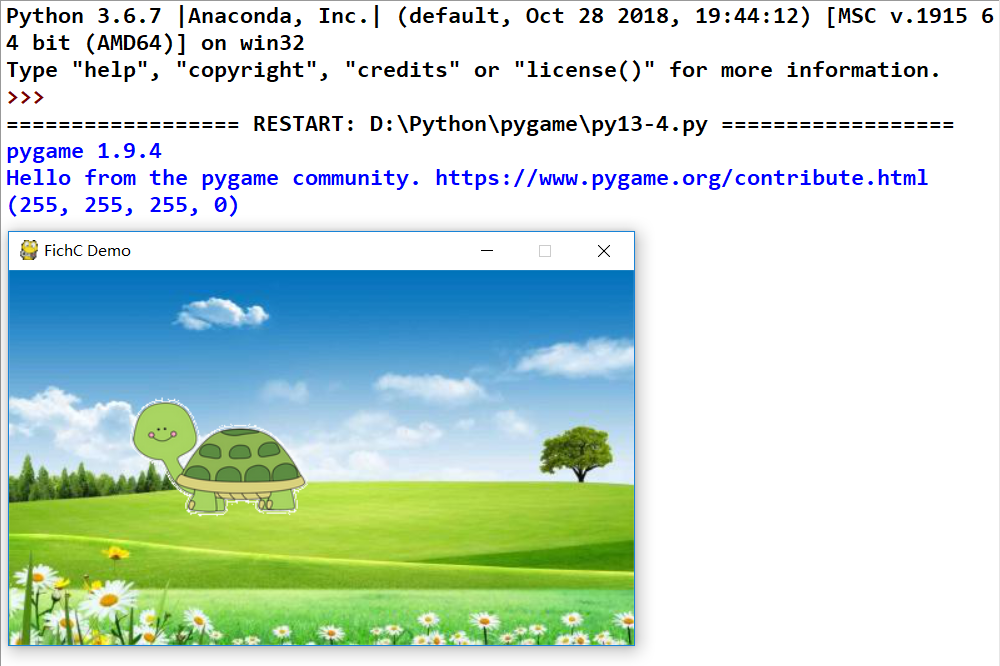 Python 3.6.7 |Anaconda, Inc.| (default, Oct 28 2018, 19:44:12) [MSC v.1915 6
4 bit (AMD64)] on win32
Type "help", "copyright", "credits" or "license()" for more information.
>>>
================== RESTART: D:\Python\pygame\py13-4.py ==================
pygame 1.9.4
Hello from the pygame community. https://www.pygame.org/contribute.html
(255, 255, 255, 0)
FichC Demo